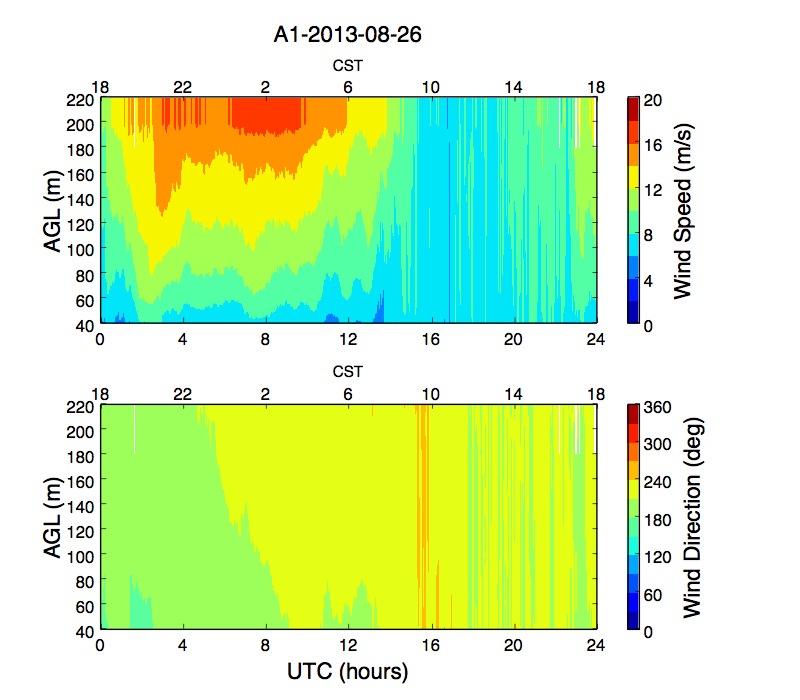 A1-2013-08-26
CST
18 22 2 6 10 14 18
220
200
180
160
140
120
100
80
60
40
AGL (m)
0 4 8 12 16 20 24
20
16
12
8
4
0
Wind Speed (m/s)
CST
18 22 2 6 10 14 18
220
200
180
160
140
120
100
80
60
40
AGL (m)
0 4 8 12 16 20 24
UTC (hours)
360
300
240
180
120
60
0
Wind Direction (deg)